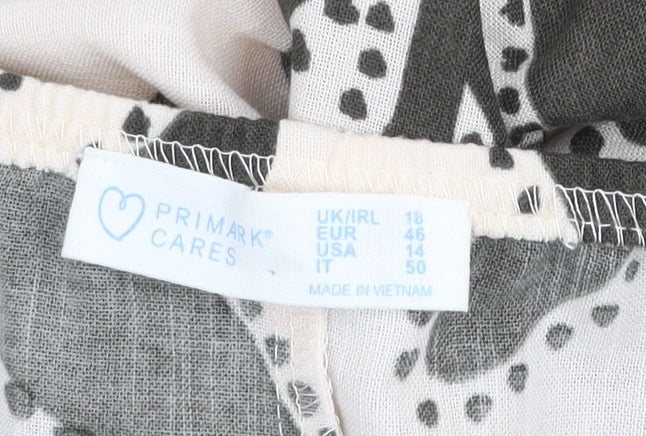 PRIMARK®
CARES
UK/IRL 18
EUR 46
USA 14
IT 50
MADE IN VIETNAM